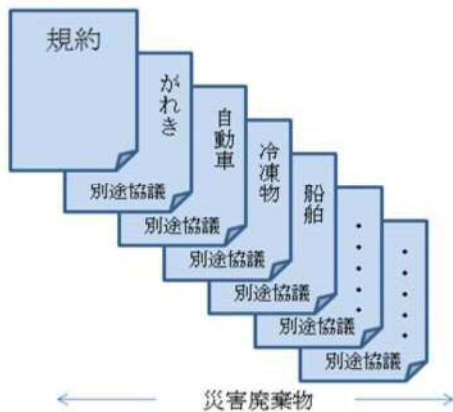 規約
がれき
別途協議
自動車
別途協議
冷凍物
別途協議
船舶
別途協議
・・・・・
別途協議
・・・・・
別途協議
災害廃棄物